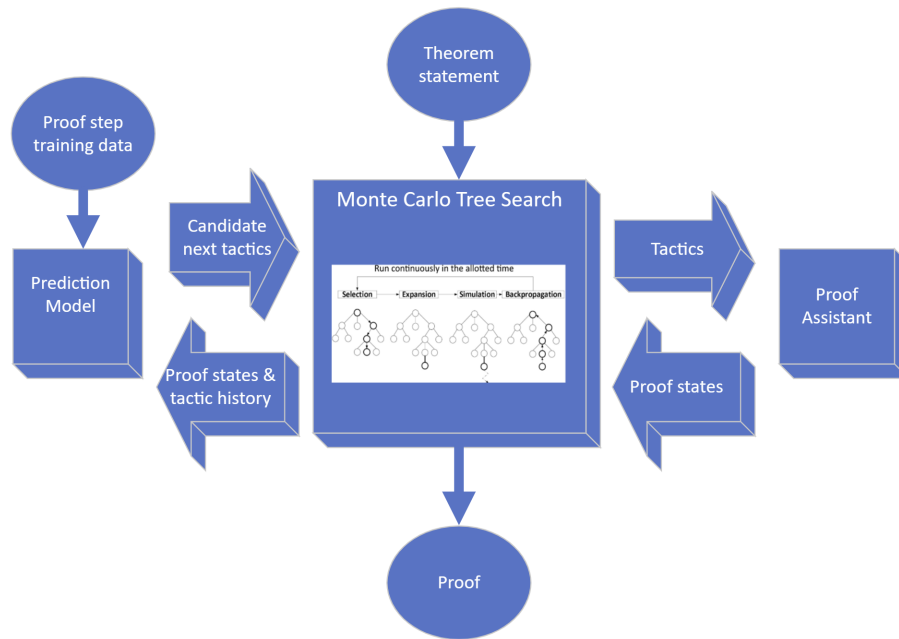 Theorem
statement
Proof step
training data
Monte Carlo Tree Search
Candidate
next tactics
Tactics
Run continuously in the allotted time
Selection
Expansion
Simulation
Backpropagation
Prediction
Model
Proof
Assistant
Proof states &
tactic history
Proof states
Proof